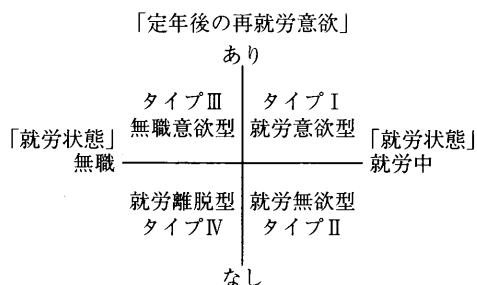 「定年後の再就労意欲」
あり
タイプⅢ
無職意欲型
タイプⅠ
就労意欲型
「就労状態」
無職
「就労状態」
就労中
就労離脱型
タイプⅣ
就労無欲型
タイプⅡ
なし